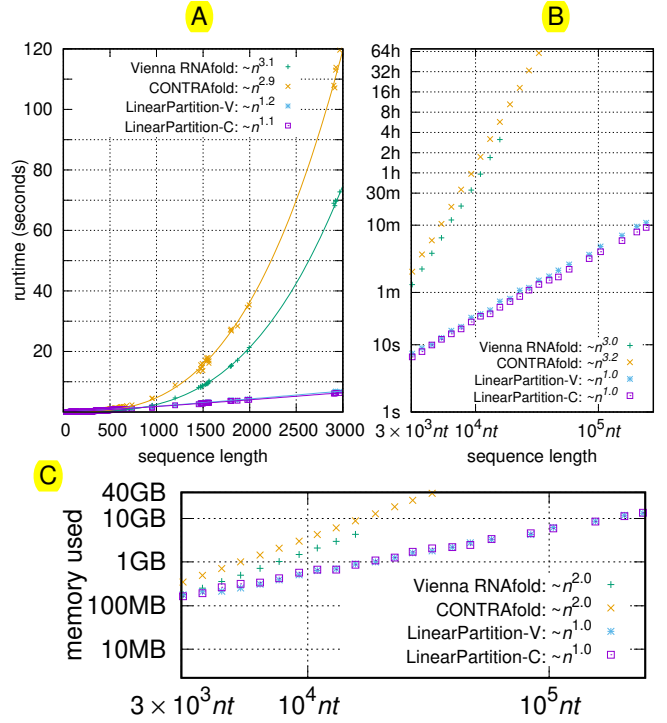 A
120
100
80
60
40
20
runtime (seconds)
Vienna RNAfold: ~n^3.1
CONTRAfold: ~n^2.9
LinearPartition-V: ~n^1.2
LinearPartition-C: ~n^1.1
0 500 1000 1500 2000 2500 3000
sequence length
B
64h
32h
16h
8h
4h
2h
1h
30m
10m
1m
10s
1s
Vienna RNAfold: ~n^3.0
CONTRAfold: ~n^3.2
LinearPartition-V: ~n^1.0
LinearPartition-C: ~n^1.0
3 × 10^3nt 10^4nt 10^5nt
sequence length
C
40GB
10GB
1GB
100MB
10MB
memory used
Vienna RNAfold: ~n^2.0
CONTRAfold: ~n^2.0
LinearPartition-V: ~n^1.0
LinearPartition-C: ~n^1.0
3 × 10^3nt 10^4nt 10^5nt